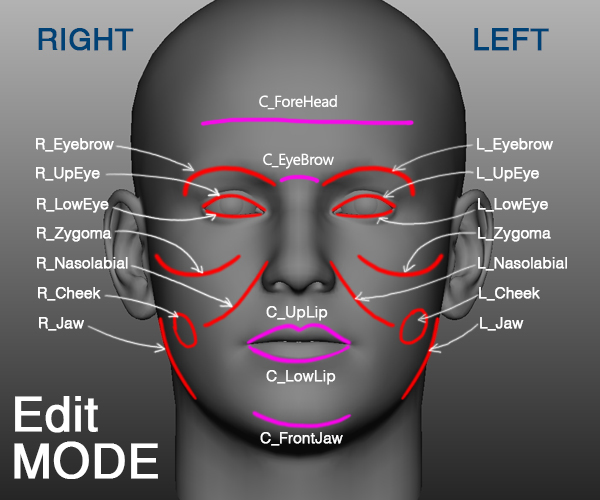 RIGHT
LEFT
C_ForeHead
R_Eyebrow
C_EyeBrow
L_Eyebrow
R_UpEye
L_UpEye
R_LowEye
L_LowEye
R_Zygoma
L_Zygoma
R_Nasolabial
L_Nasolabial
R_Cheek
L_Cheek
C_UpLip
R_Jaw
L_Jaw
C_LowLip
Edit
C_FrontJaw
MODE